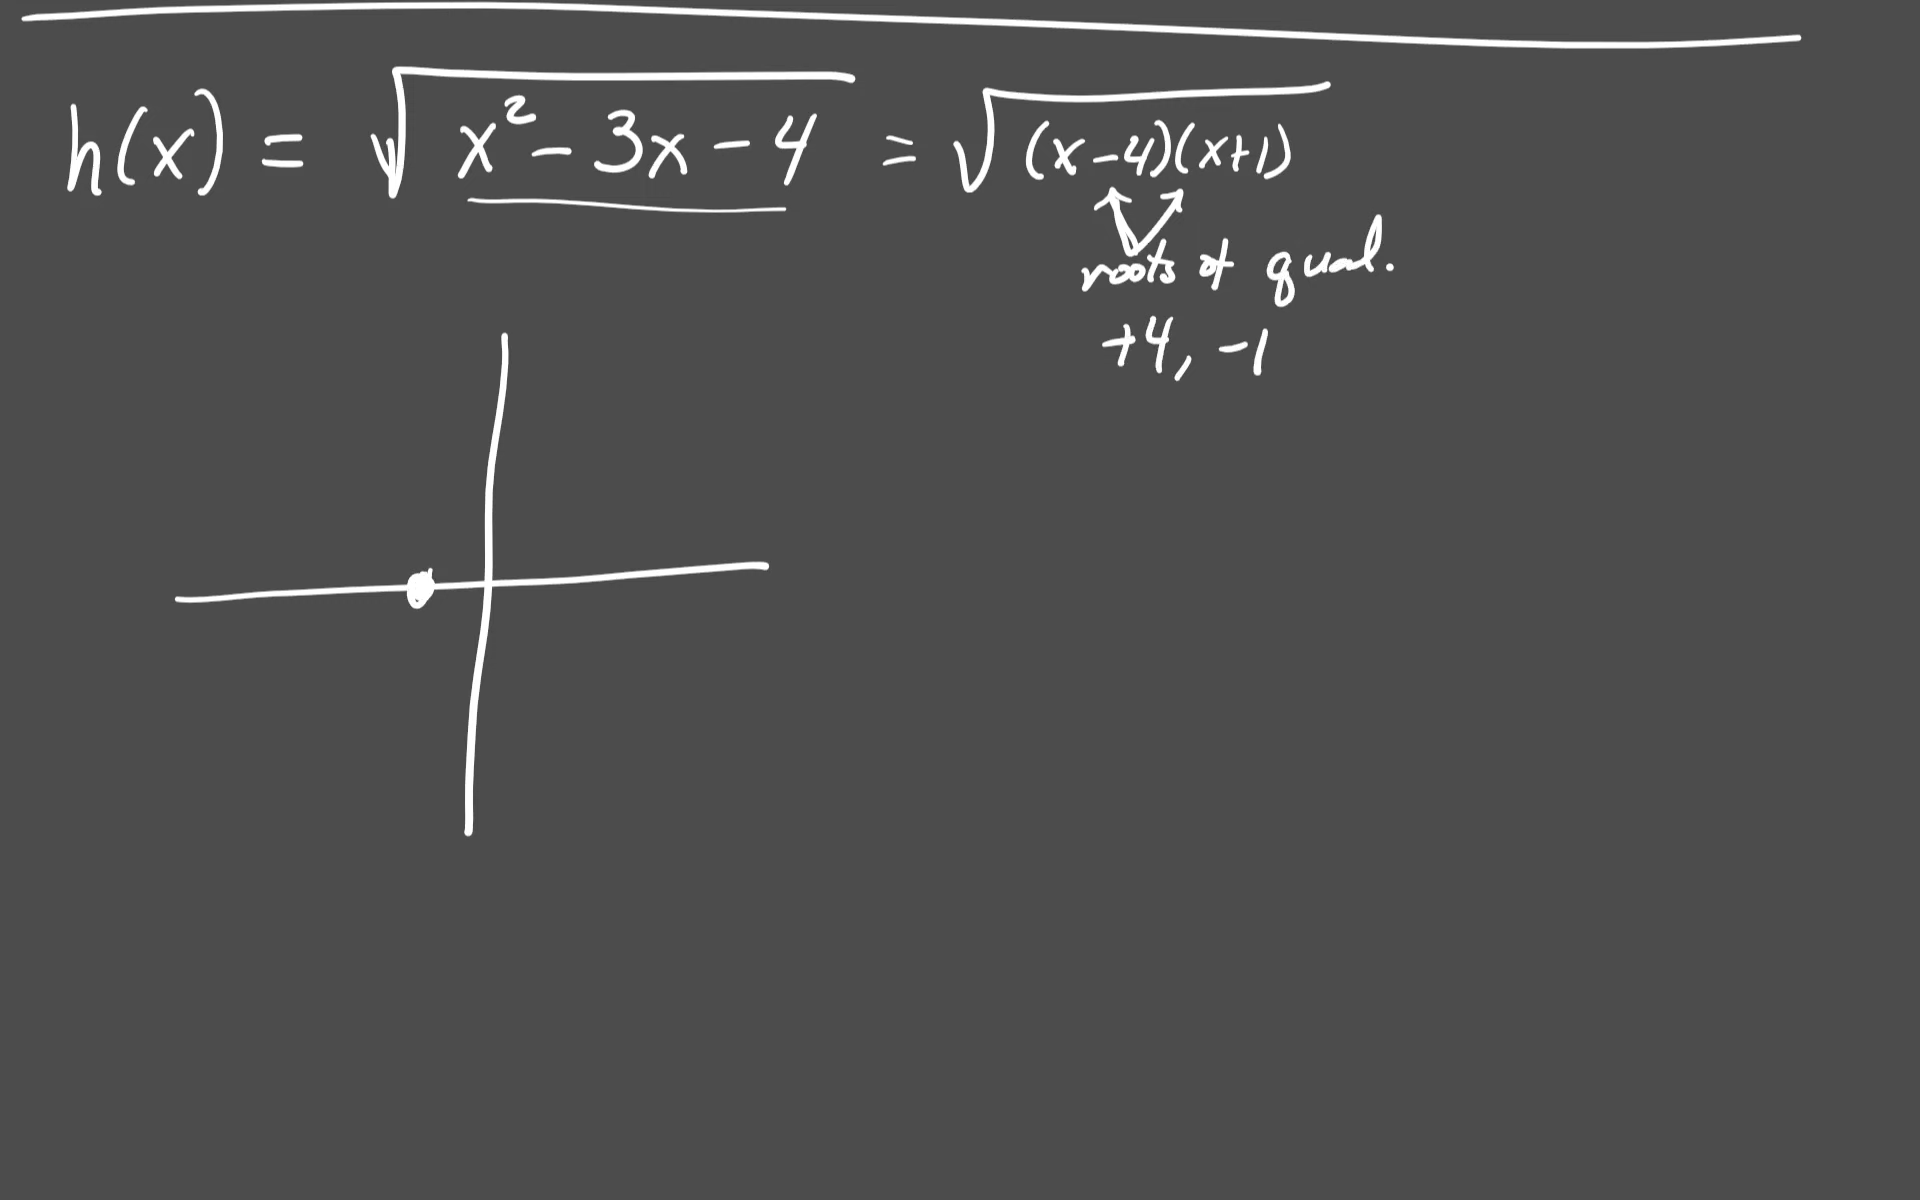 h(x) = √(x² - 3x - 4) = √((x-4)(x+1))
roots of quad.
+4, -1